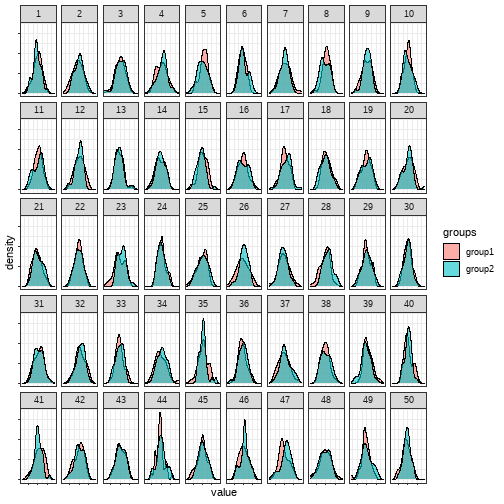 1 2 3 4 5 6 7 8 9 10
11 12 13 14 15 16 17 18 19 20
21 22 23 24 25 26 27 28 29 30
31 32 33 34 35 36 37 38 39 40
41 42 43 44 45 46 47 48 49 50
density
value
groups
group1
group2